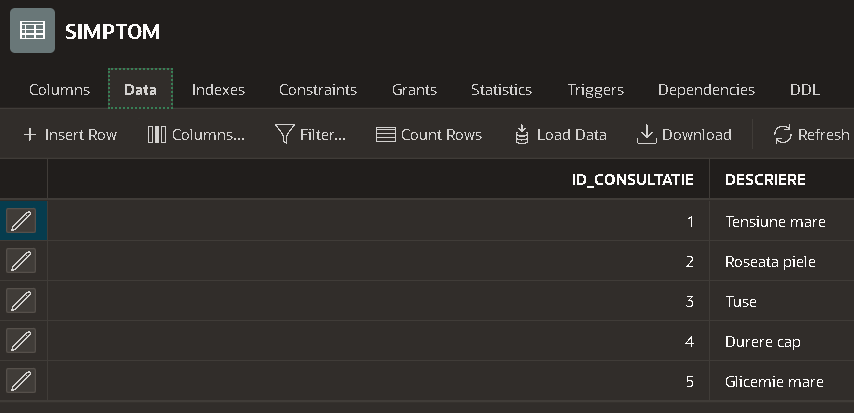 SIMPTOM
Columns Data Indexes Constraints Grants Statistics Triggers Dependencies DDL
Insert Row Columns... Filter... Count Rows Load Data Download Refresh
ID_CONSULTATIE DESCRIERE
1 Tensiune mare
2 Roseata piele
3 Tuse
4 Durere cap
5 Glicemie mare